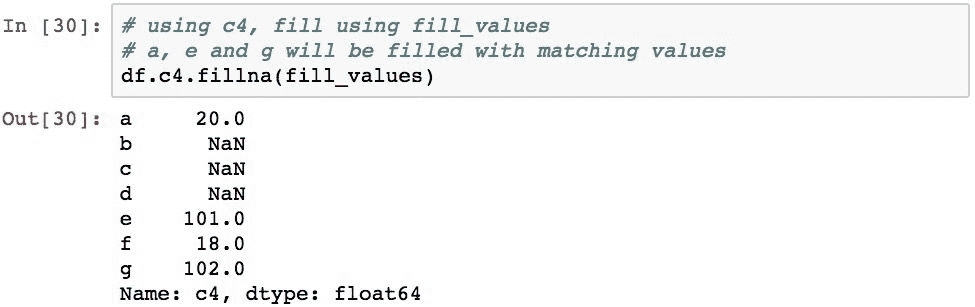 In [30]: # using c4, fill using fill_values
# a, e and g will be filled with matching values
df.c4.fillna(fill_values)
Out[30]: a 20.0
b NaN
c NaN
d NaN
e 101.0
f 18.0
g 102.0
Name: c4, dtype: float64